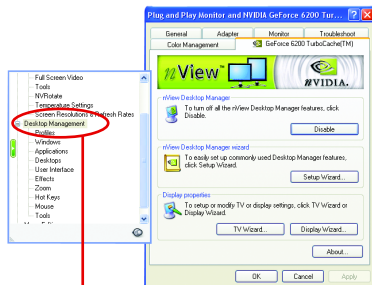 Plug and Play Monitor and NVIDIA GeForce 6200 Tur...
General
Adapter
Monitor
Troubleshoot
Color Management
GeForce 6200 TurboCache(TM)
nView™
NVIDIA.
nView Desktop Manager
To turn off all the nView Desktop Manager features, click
Disable.
Disable
nView Desktop Manager wizard
To easily set up commonly used Desktop Manager features,
click Setup Wizard.
Setup Wizard...
Display properties
To setup or modify TV or display settings, click TV Wizard or
Display Wizard.
TV Wizard...
Display Wizard...
About...
OK
Cancel
Apply
Full Screen Video
Tools
NVRotate
Temperature Settings
Screen Resolutions & Refresh Rates
Desktop Management
Profiles
Windows
Applications
Desktops
User Interface
Effects
Zoom
Hot Keys
Mouse
Tools